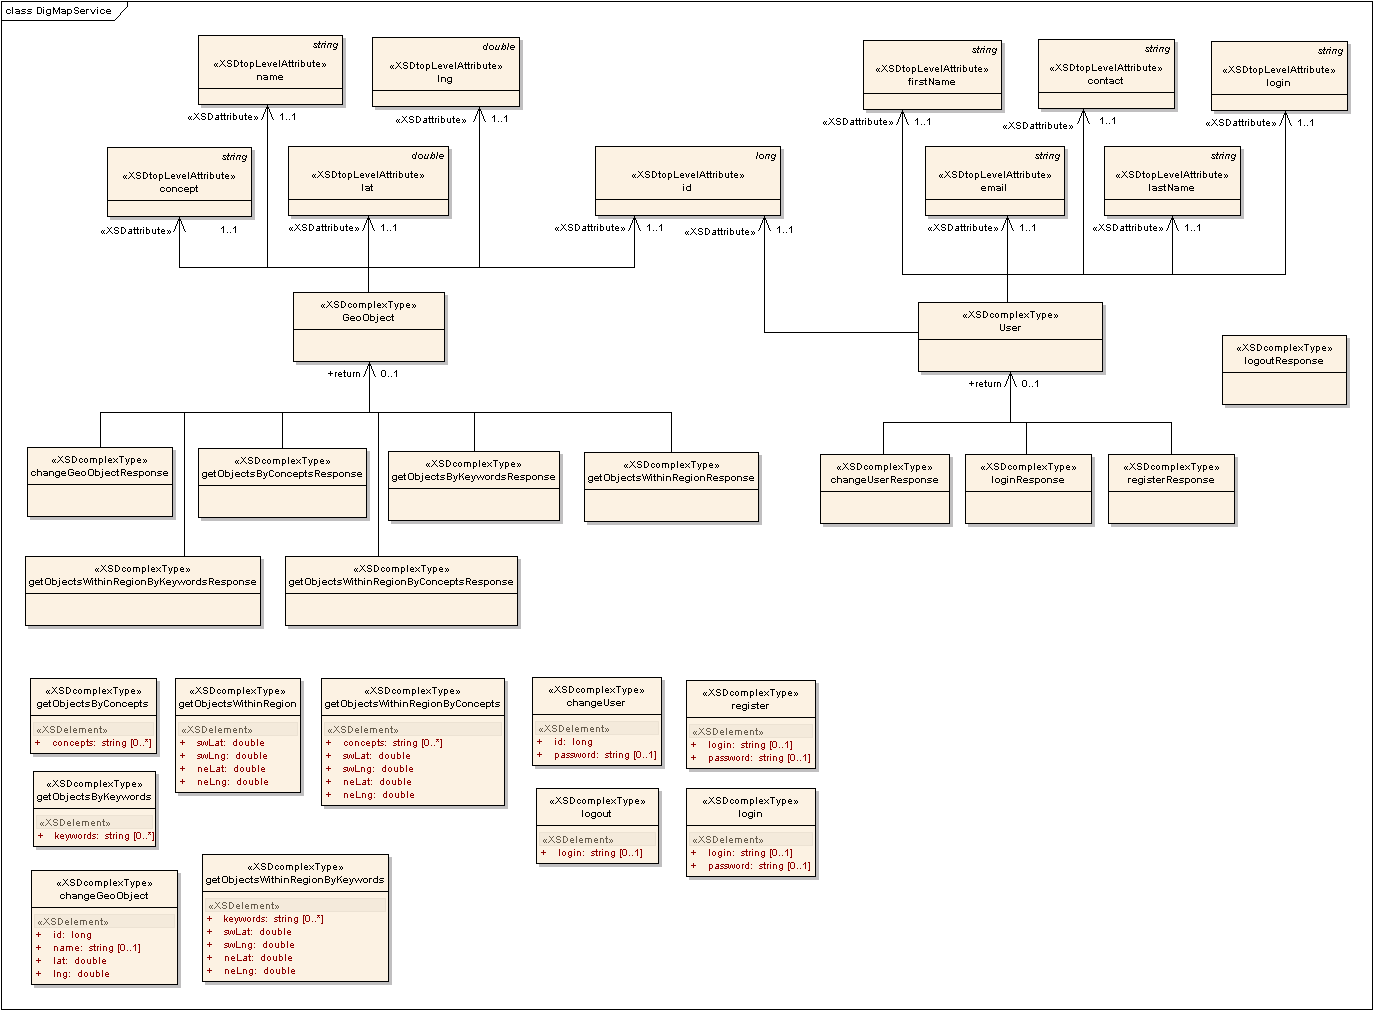 class DigMapService
string
«XSDtopLevelAttribute»
name
«XSDattribute» 1..1
double
«XSDtopLevelAttribute»
lng
«XSDattribute» 1..1
string
«XSDtopLevelAttribute»
firstName
«XSDattribute» 1..1
string
«XSDtopLevelAttribute»
contact
«XSDattribute» 1..1
string
«XSDtopLevelAttribute»
login
«XSDattribute» 1..1
string
«XSDtopLevelAttribute»
concept
«XSDattribute» 1..1
double
«XSDtopLevelAttribute»
lat
«XSDattribute» 1..1
long
«XSDtopLevelAttribute»
id
«XSDattribute» 1..1
«XSDattribute» 1..1
string
«XSDtopLevelAttribute»
email
«XSDattribute» 1..1
string
«XSDtopLevelAttribute»
lastName
«XSDattribute» 1..1
«XSDcomplexType»
GeoObject
+return 0..1
«XSDcomplexType»
User
+return 0..1
«XSDcomplexType»
logoutResponse
«XSDcomplexType»
changeGeoObjectResponse
«XSDcomplexType»
getObjectsByConceptsResponse
«XSDcomplexType»
getObjectsByKeywordsResponse
«XSDcomplexType»
getObjectsWithinRegionResponse
«XSDcomplexType»
changeUserResponse
«XSDcomplexType»
loginResponse
«XSDcomplexType»
registerResponse
«XSDcomplexType»
getObjectsWithinRegionByKeywordsResponse
«XSDcomplexType»
getObjectsWithinRegionByConceptsResponse
«XSDcomplexType»
getObjectsByConcepts
«XSDelement»
+ concepts: string [0..*]
«XSDcomplexType»
getObjectsWithinRegion
«XSDelement»
+ swLat: double
+ swLng: double
+ neLat: double
+ neLng: double
«XSDcomplexType»
getObjectsWithinRegionByConcepts
«XSDelement»
+ concepts: string [0..*]
+ swLat: double
+ swLng: double
+ neLat: double
+ neLng: double
«XSDcomplexType»
changeUser
«XSDelement»
+ id: long
+ password: string [0..1]
«XSDcomplexType»
register
«XSDelement»
+ login: string [0..1]
+ password: string [0..1]
«XSDcomplexType»
getObjectsByKeywords
«XSDelement»
+ keywords: string [0..*]
«XSDcomplexType»
logout
«XSDelement»
+ login: string [0..1]
«XSDcomplexType»
login
«XSDelement»
+ login: string [0..1]
+ password: string [0..1]
«XSDcomplexType»
changeGeoObject
«XSDelement»
+ id: long
+ name: string [0..1]
+ lat: double
+ lng: double
«XSDcomplexType»
getObjectsWithinRegionByKeywords
«XSDelement»
+ keywords: string [0..*]
+ swLat: double
+ swLng: double
+ neLat: double
+ neLng: double